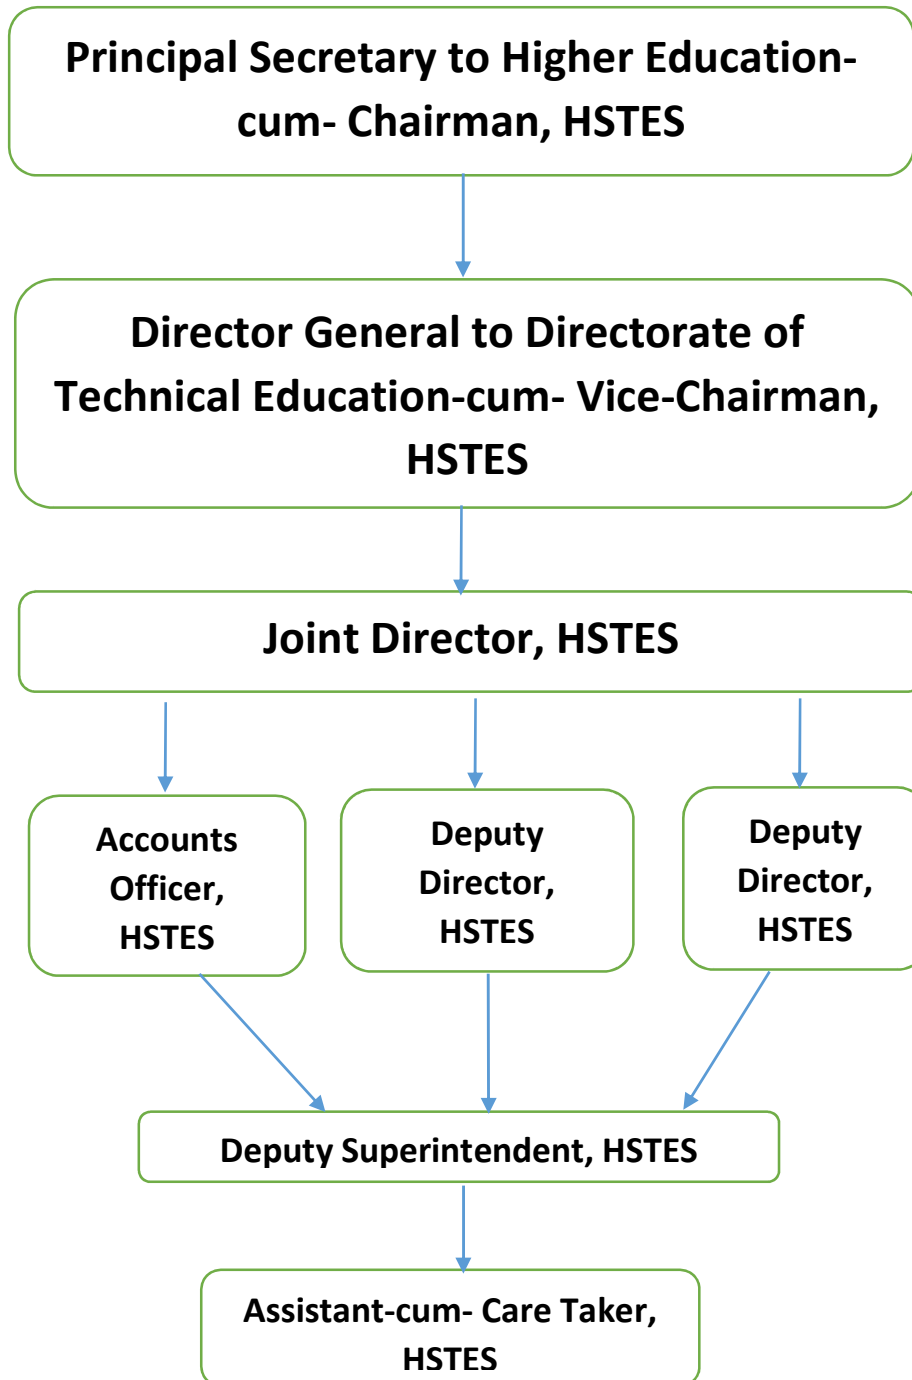 Principal Secretary to Higher Education-
cum- Chairman, HSTES
Director General to Directorate of
Technical Education-cum- Vice-Chairman,
HSTES
Joint Director, HSTES
Accounts
Officer,
HSTES
Deputy
Director,
HSTES
Deputy
Director,
HSTES
Deputy Superintendent, HSTES
Assistant-cum- Care Taker,
HSTES